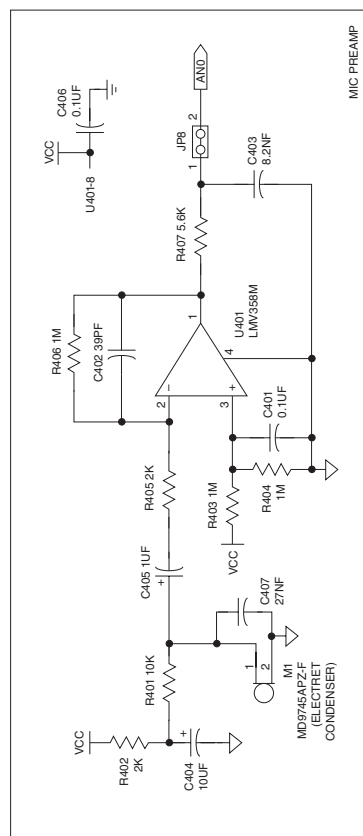 MIC PREAMP
VCC
C406
0.1UF
U401-8
AN0
JP8
1
2
C403
8.2NF
R407 5.6K
R406 1M
C402 39PF
U401
LMV358M
1
2
3
4
−
+
R405 2K
C405 1UF
+
R403 1M
VCC
C401
0.1UF
R404
1M
R401 10K
VCC
R402
2K
C404
10UF
+
C407
27NF
1
2
M1
MD9745APZ-F
(ELECTRET
CONDENSER)